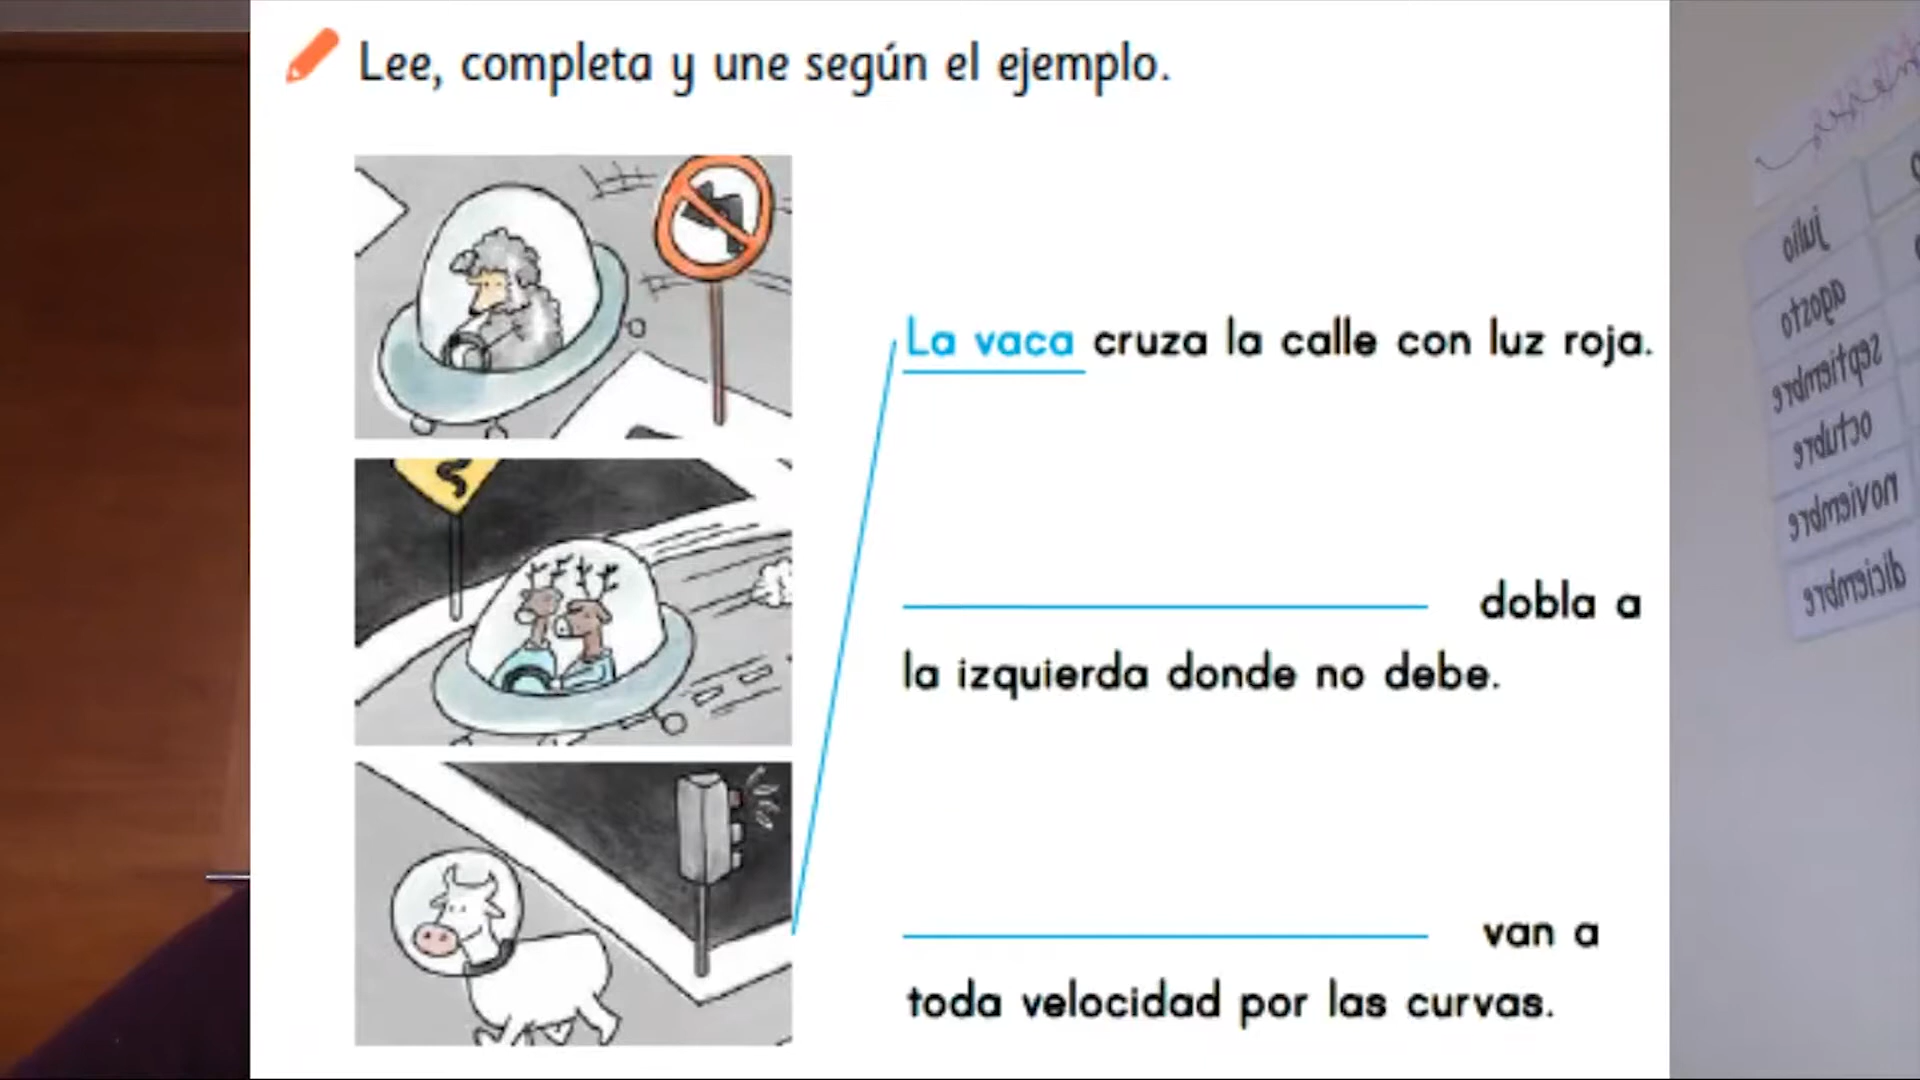 Lee, completa y une según el ejemplo.
La vaca cruza la calle con luz roja.
dobla a
la izquierda donde no debe.
van a
toda velocidad por las curvas.
julio
agosto
septiembre
octubre
noviembre
diciembre